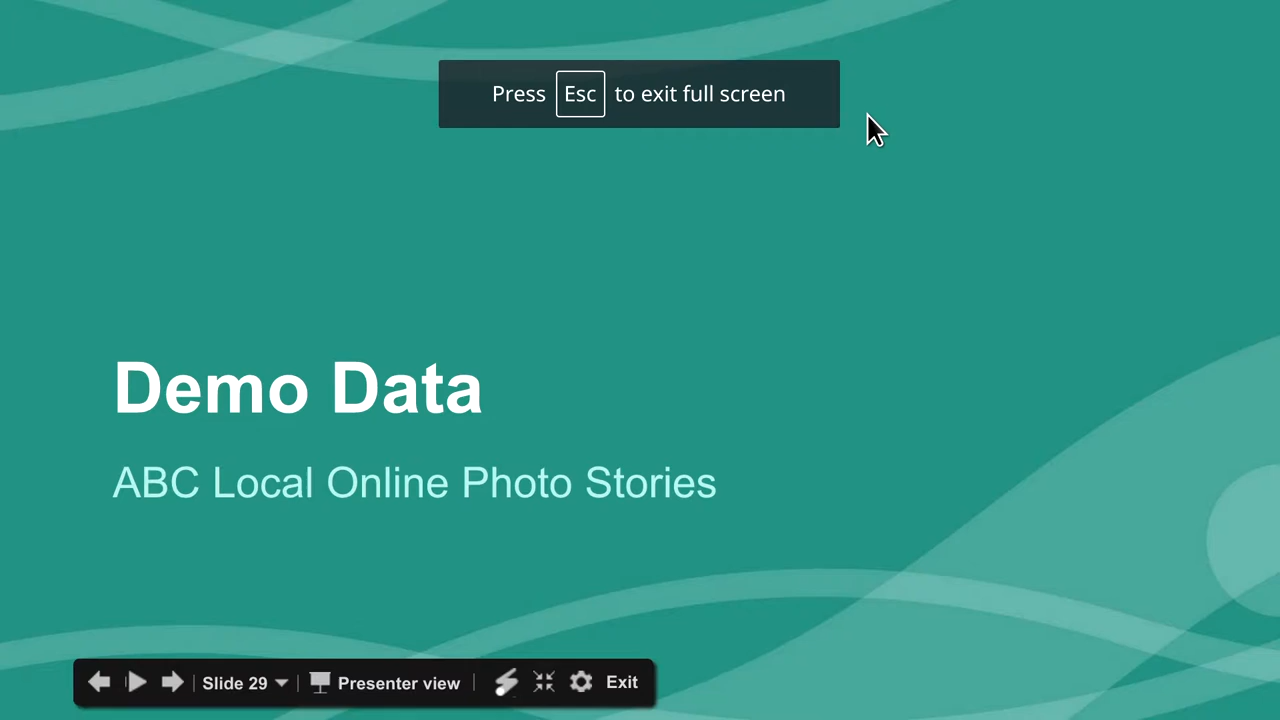 Press Esc to exit full screen
Demo Data
ABC Local Online Photo Stories
Slide 29 Presenter view Exit